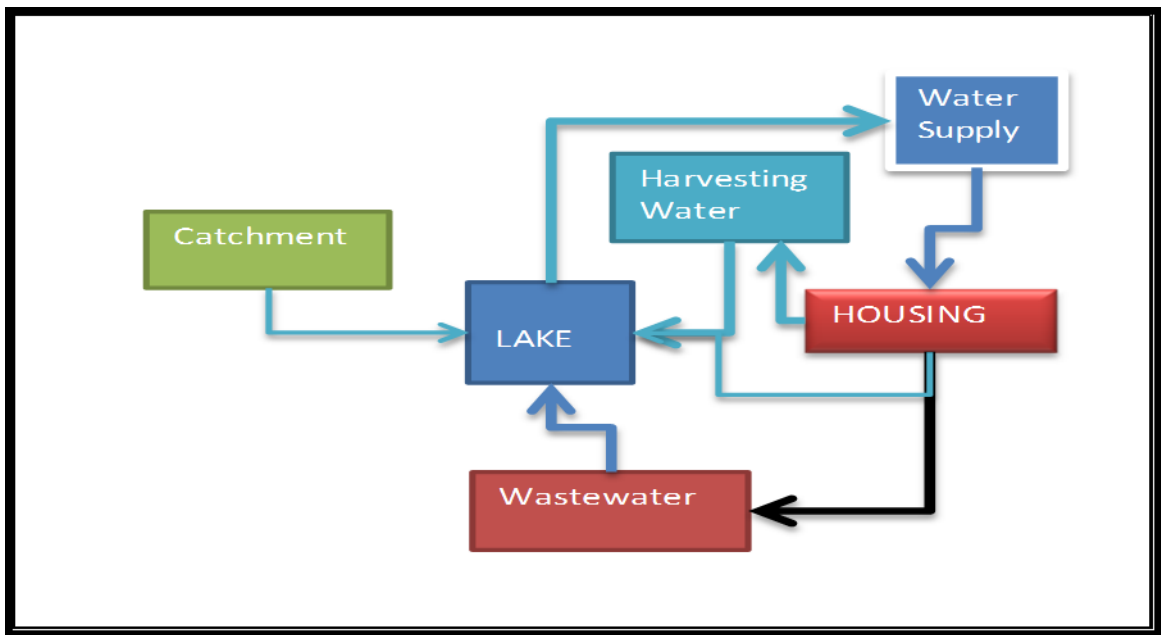 Water
Supply
Harvesting
Water
Catchment
HOUSING
LAKE
Wastewater